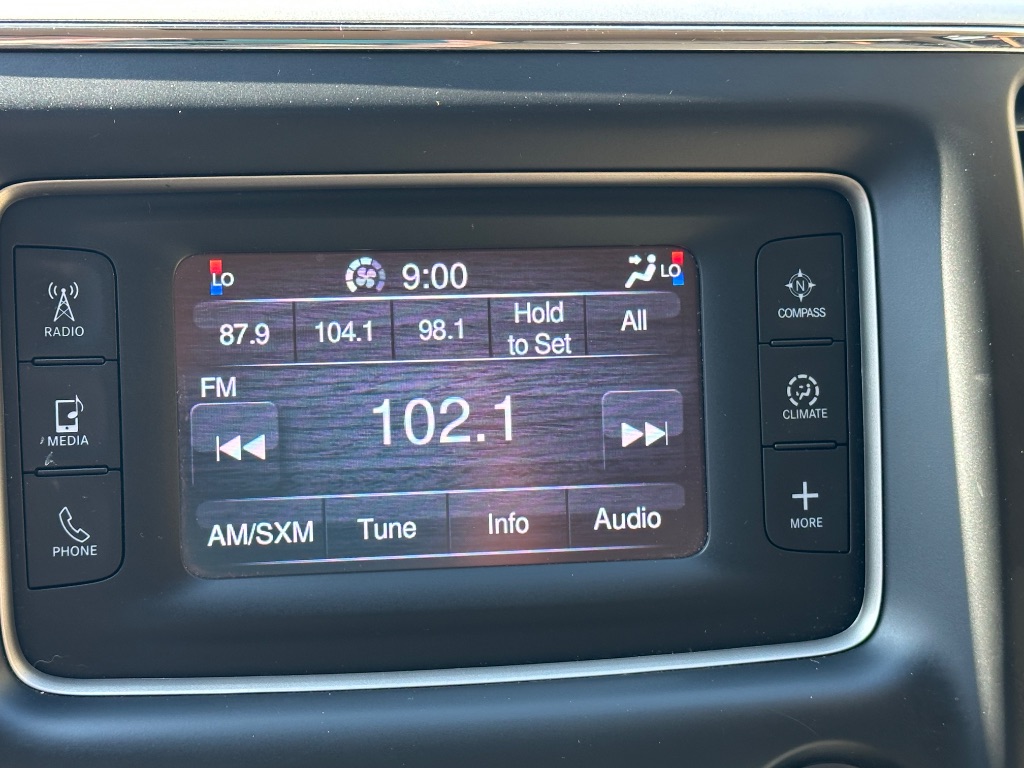 LO 9:00 LO
87.9 104.1 98.1 Hold to Set All
FM
102.1
AM/SXM Tune Info Audio
RADIO
MEDIA
PHONE
N
COMPASS
CLIMATE
MORE